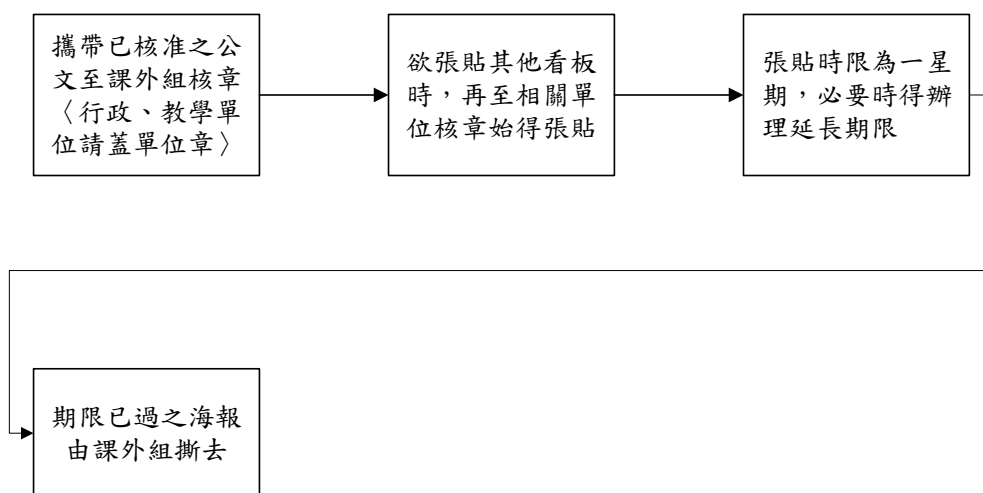 攜帶已核准之公
文至課外組核章
〈行政、教學單
位請蓋單位章〉
欲張貼其他看板
時，再至相關單
位核章始得張貼
張貼時限為一星
期，必要時得辦
理延長期限
期限已過之海報
由課外組撕去